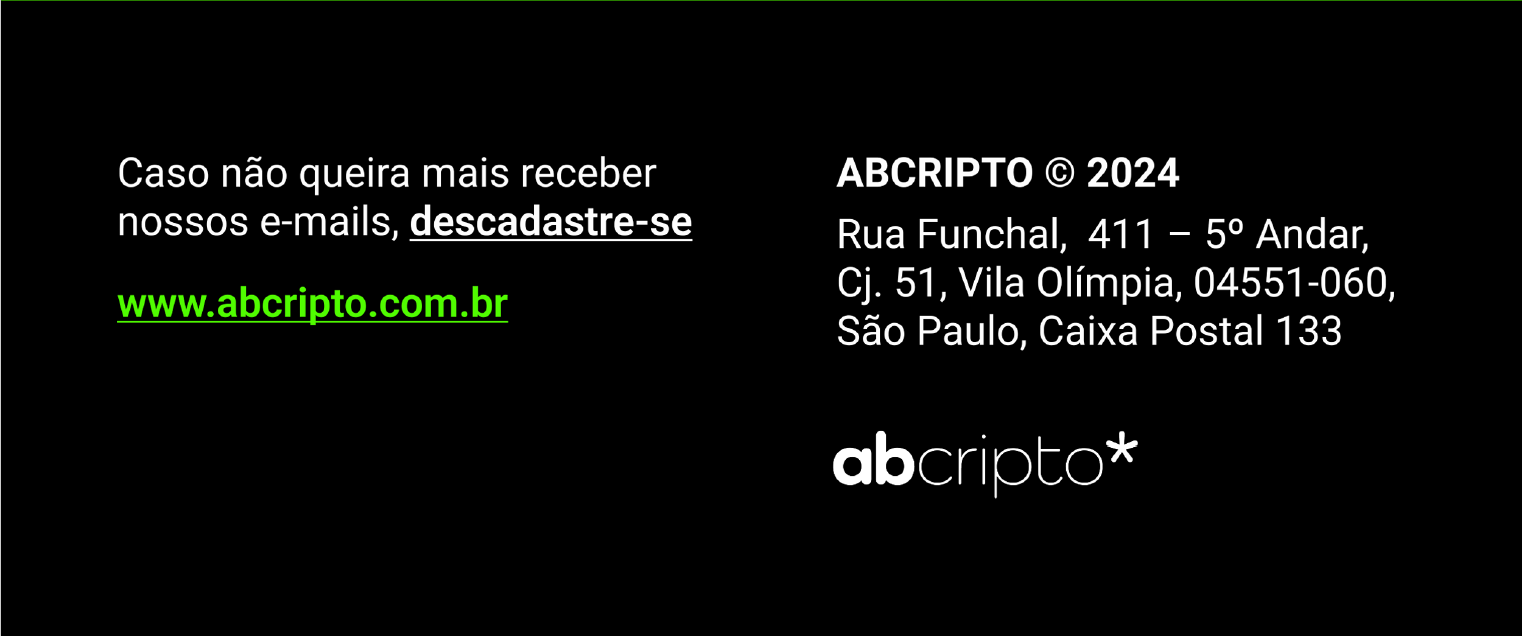 Caso não queira mais receber
nossos e-mails, descadastre-se
www.abcripto.com.br
ABCRIPTO © 2024
Rua Funchal,  411 – 5º Andar,
Cj. 51, Vila Olímpia, 04551-060,
São Paulo, Caixa Postal 133
abcripto*